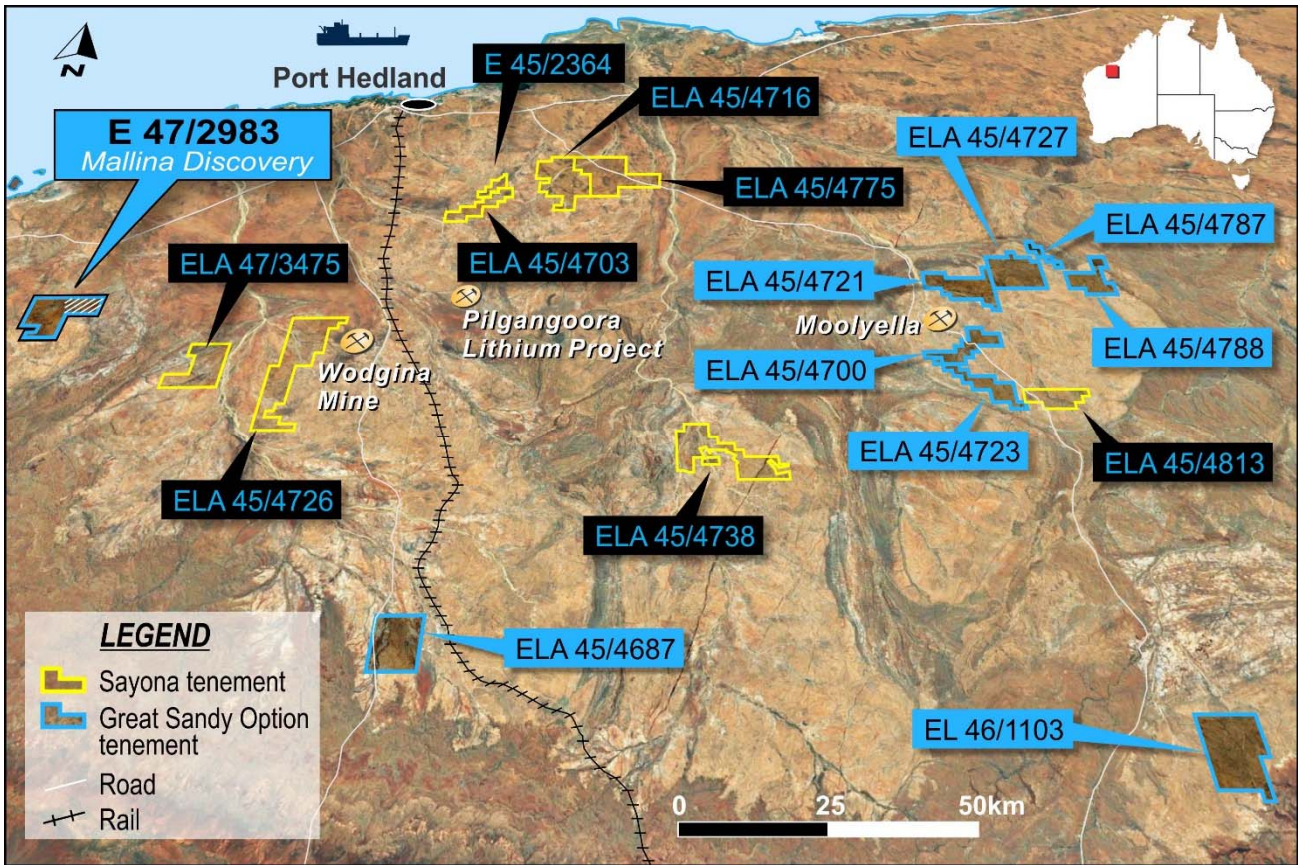 N
Port Hedland
E 45/2364
ELA 45/4716
E 47/2983
Mallina Discovery
ELA 45/4727
ELA 45/4775
ELA 45/4787
ELA 47/3475
ELA 45/4703
ELA 45/4721
Pilgangoora
Lithium Project
Moolyella
ELA 45/4788
Wodgina
Mine
ELA 45/4700
ELA 45/4723
ELA 45/4813
ELA 45/4726
ELA 45/4738
LEGEND
Sayona tenement
Great Sandy Option
tenement
Road
Rail
ELA 45/4687
EL 46/1103
0 25 50km